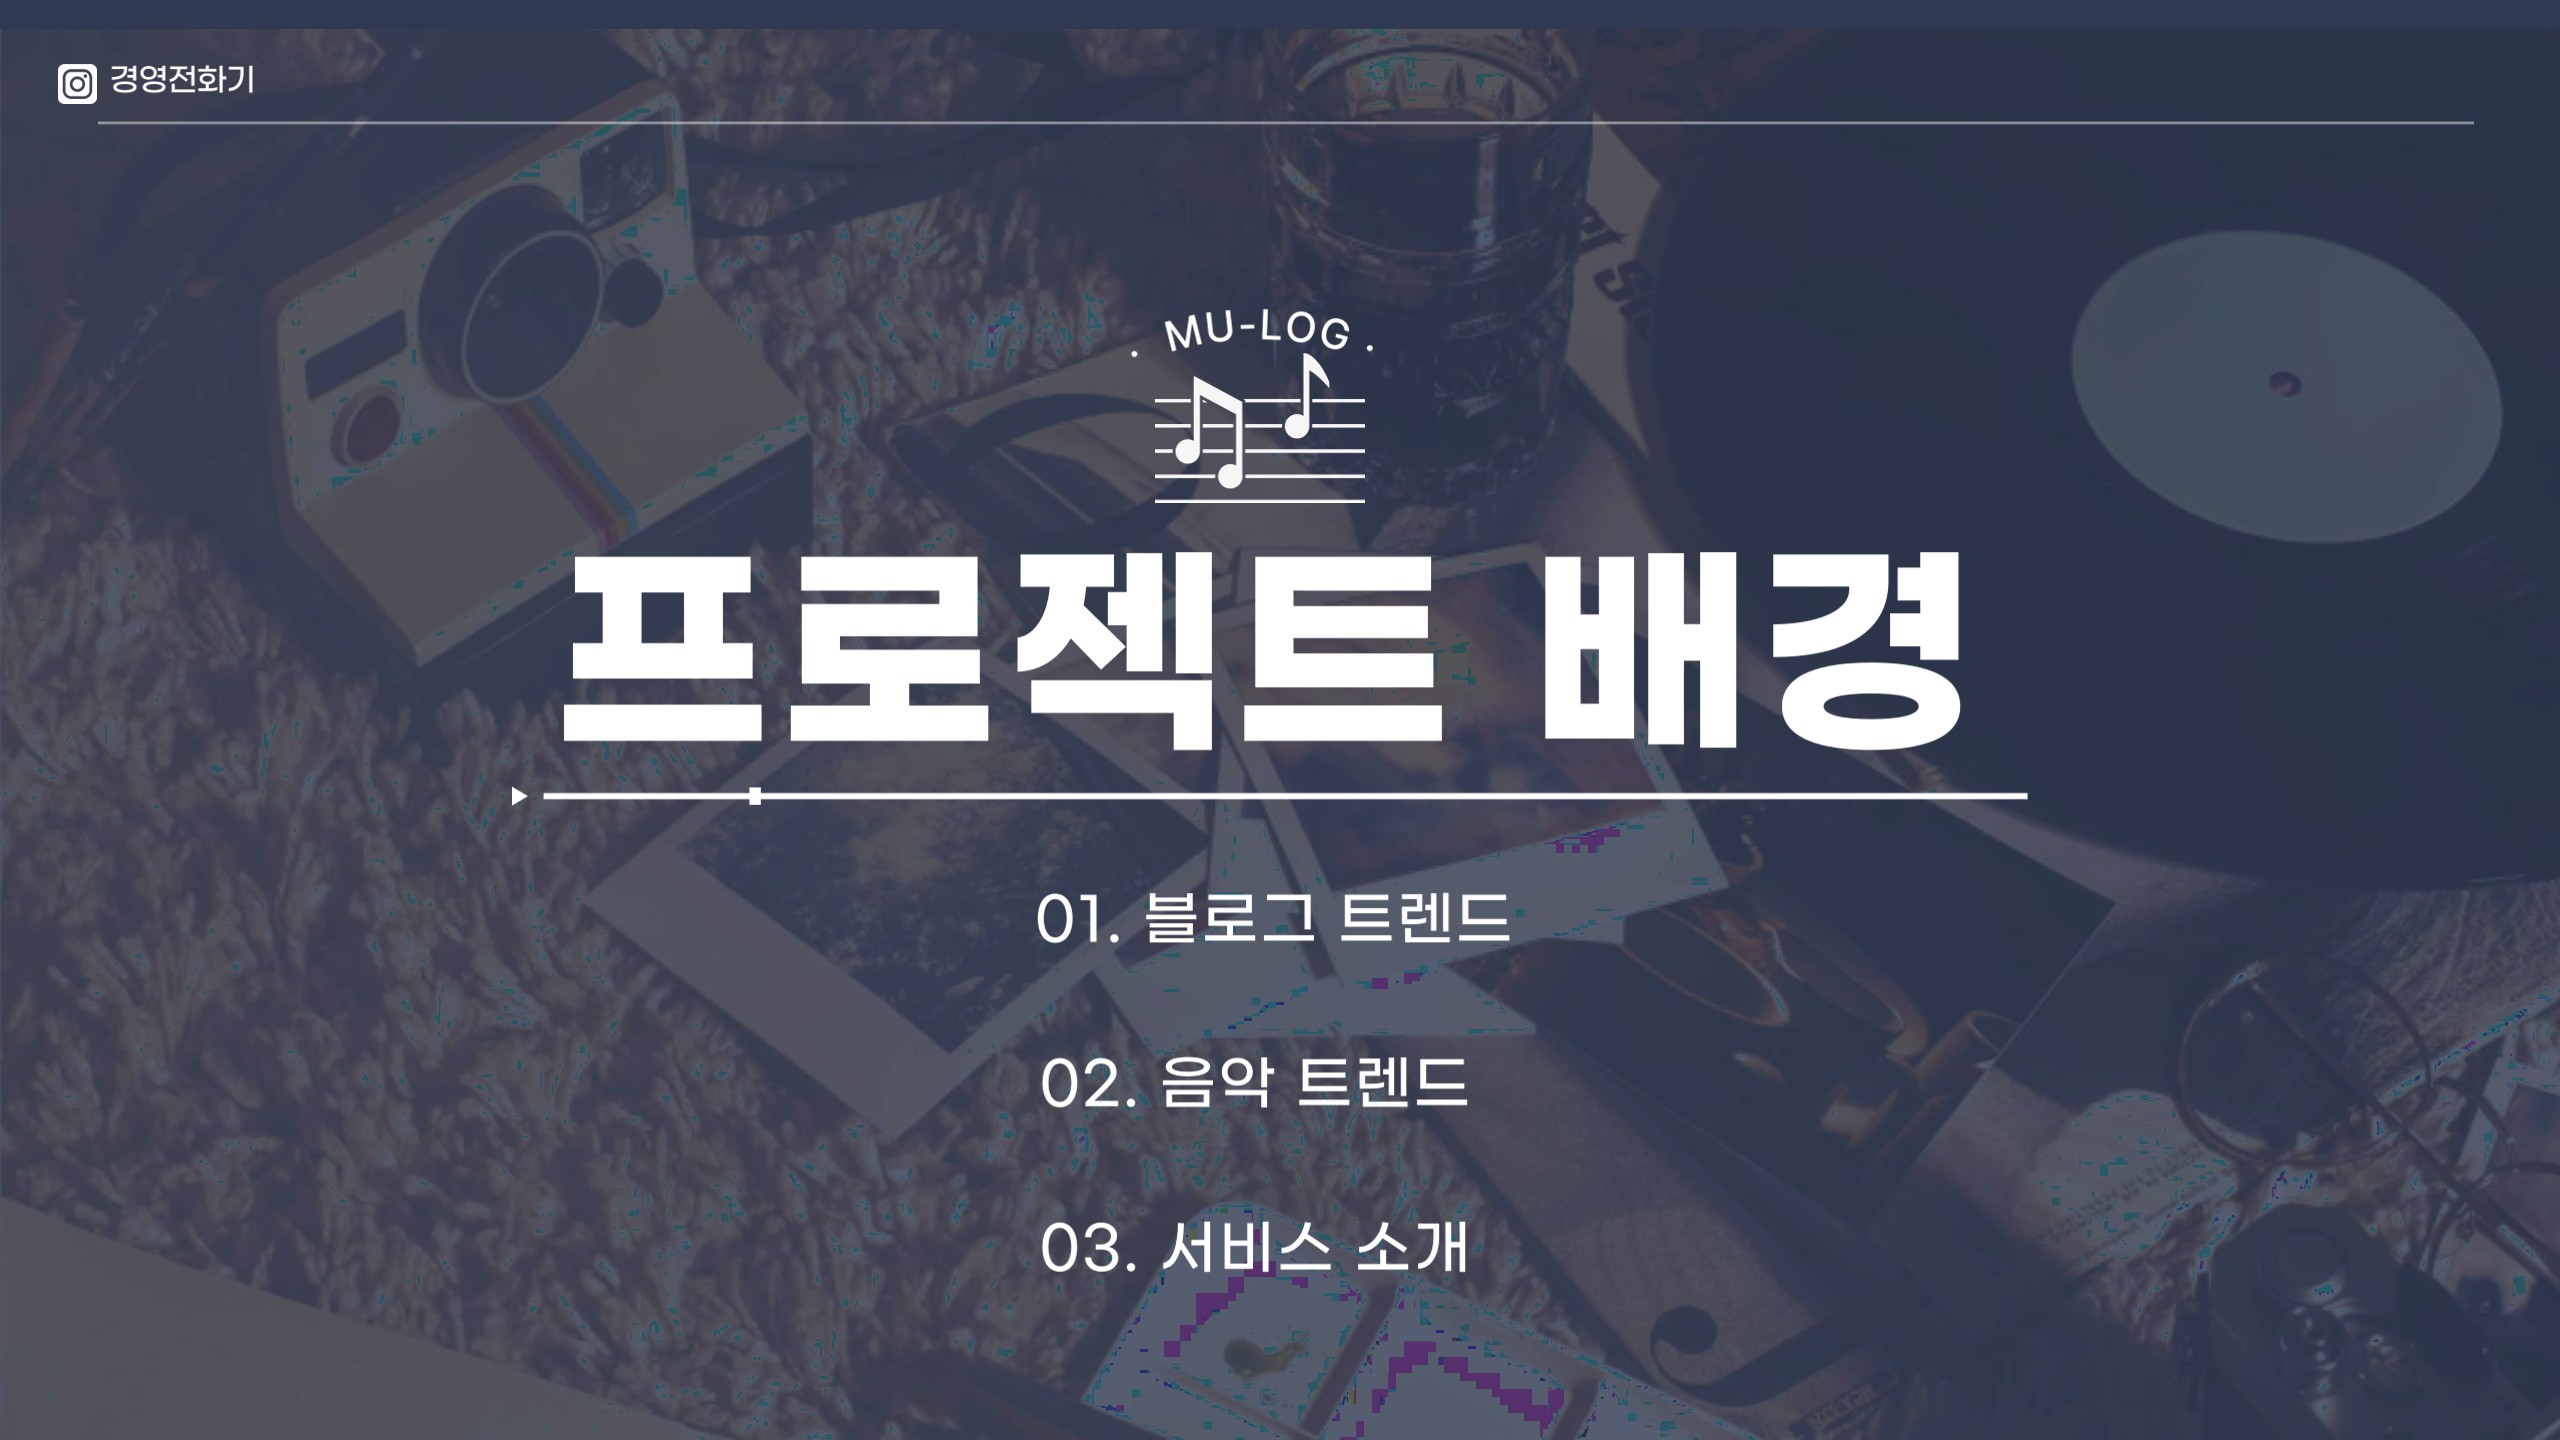 경영전화기
. MU-LOG .
프로젝트 배경
01. 블로그 트렌드
02. 음악 트렌드
03. 서비스 소개